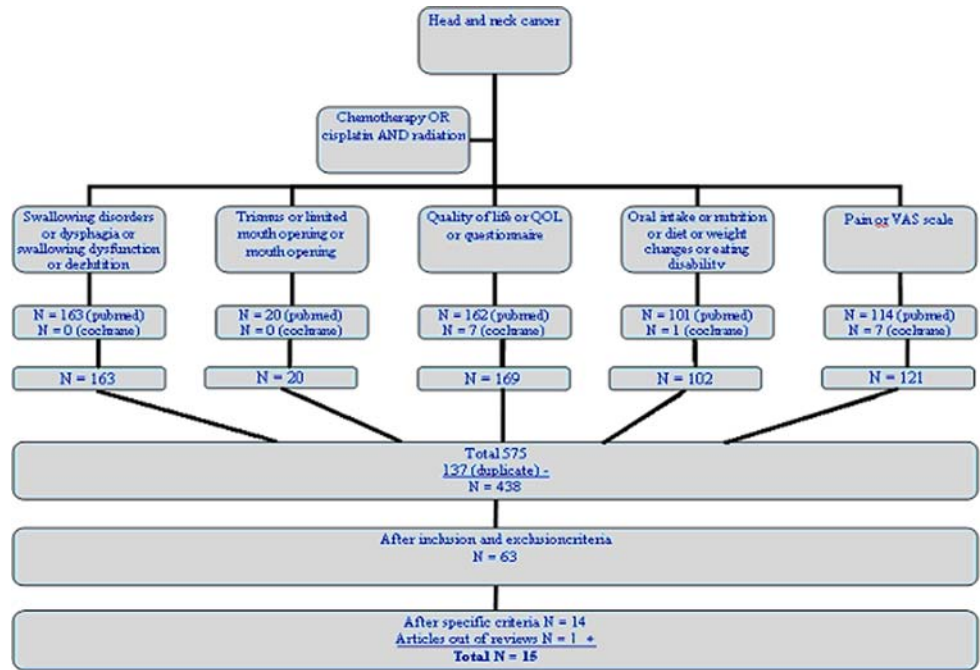 Head and neck cancer
Chemotherapy OR
cisplatin AND radiation
Swallowing disorders
or dysphagia or
swallowing dysfunction
or deglutition
Trismus or limited
mouth opening or
mouth opening
Quality of life or QOL
or questionnaire
Oral intake or nutrition
or diet or weight
changes or eating
disability
Pain or VAS scale
N = 163 (pubmed)
N = 0 (cochrane)
N = 20 (pubmed)
N = 0 (cochrane)
N = 162 (pubmed)
N = 7 (cochrane)
N = 101 (pubmed)
N = 1 (cochrane)
N = 114 (pubmed)
N = 7 (cochrane)
N = 163
N = 20
N = 169
N = 102
N = 121
Total 575
137 (duplicate) -
N = 438
After inclusion and exclusioncriteria
N = 63
After specific criteria N = 14
Articles out of reviews N = 1 +
Total N = 15